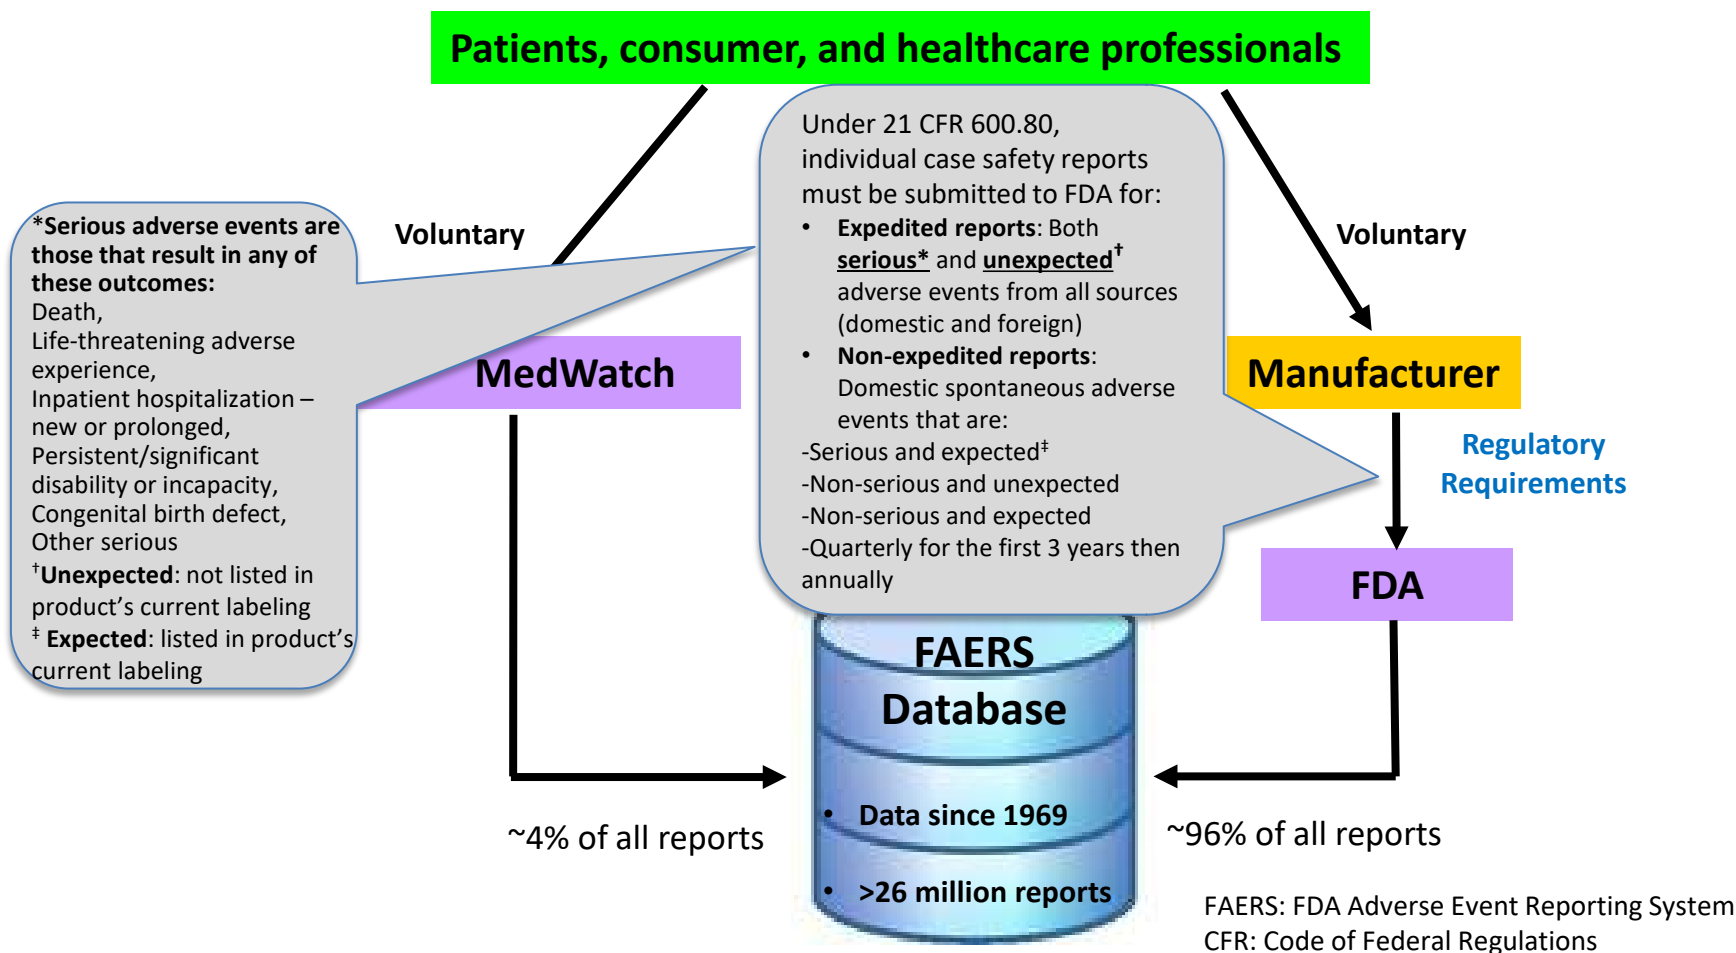 Patients, consumer, and healthcare professionals
Voluntary
Voluntary
*Serious adverse events are
those that result in any of
these outcomes:
Death,
Life-threatening adverse
experience,
Inpatient hospitalization –
new or prolonged,
Persistent/significant
disability or incapacity,
Congenital birth defect,
Other serious
†Unexpected: not listed in
product’s current labeling
‡ Expected: listed in product’s
current labeling
Under 21 CFR 600.80,
individual case safety reports
must be submitted to FDA for:
• Expedited reports: Both
serious* and unexpected†
adverse events from all sources
(domestic and foreign)
• Non-expedited reports:
Domestic spontaneous adverse
events that are:
-Serious and expected‡
-Non-serious and unexpected
-Non-serious and expected
-Quarterly for the first 3 years then
annually
MedWatch
Manufacturer
Regulatory
Requirements
FDA
FAERS
Database
• Data since 1969
• >26 million reports
~4% of all reports
~96% of all reports
FAERS: FDA Adverse Event Reporting System
CFR: Code of Federal Regulations